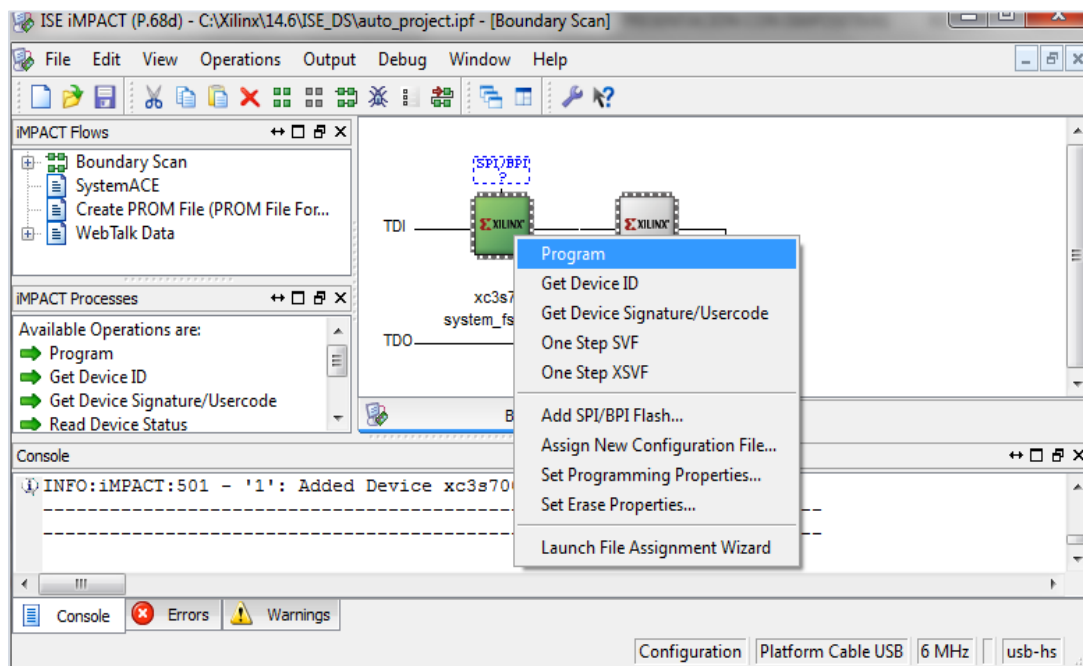 ISE iMPACT (P.68d) - C:\Xilinx\14.6\ISE_DS\auto_project.ipf - [Boundary Scan]
File Edit View Operations Output Debug Window Help
iMPACT Flows
Boundary Scan
SystemACE
Create PROM File (PROM File For...
WebTalk Data
iMPACT Processes
Available Operations are:
Program
Get Device ID
Get Device Signature/Usercode
Read Device Status
SPI/BPI
?
TDI
XILINX
XILINX
xc3s7
system_fs
TDO
B
Program
Get Device ID
Get Device Signature/Usercode
One Step SVF
One Step XSVF
Add SPI/BPI Flash...
Assign New Configuration File...
Set Programming Properties...
Set Erase Properties...
Launch File Assignment Wizard
Console
INFO:iMPACT:501 - '1': Added Device xc3s70
Console Errors Warnings
Configuration Platform Cable USB 6 MHz usb-hs